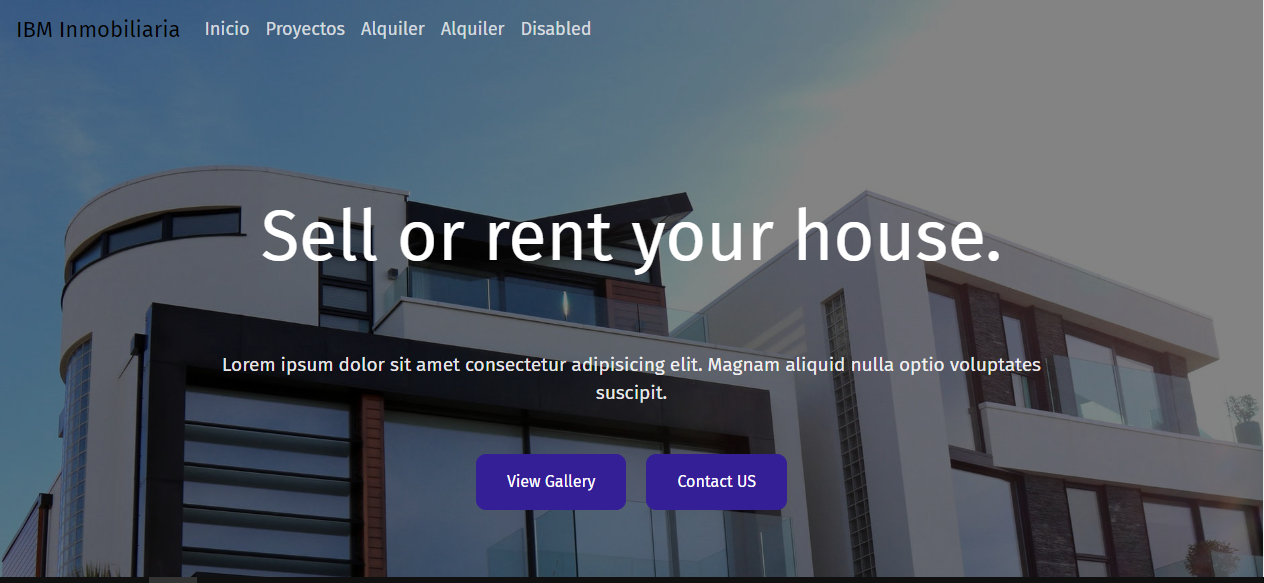 IBM Inmobiliaria Inicio Proyectos Alquiler Alquiler Disabled
Sell or rent your house.
Lorem ipsum dolor sit amet consectetur adipisicing elit. Magnam aliquid nulla optio voluptates
suscipit.
View Gallery Contact US